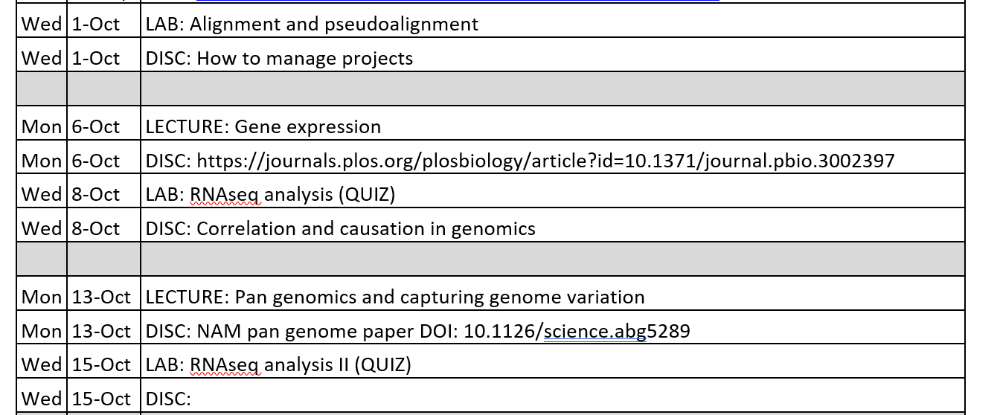 Wed 1-Oct LAB: Alignment and pseudoalignment
Wed 1-Oct DISC: How to manage projects
Mon 6-Oct LECTURE: Gene expression
Mon 6-Oct DISC: https://journals.plos.org/plosbiology/article?id=10.1371/journal.pbio.3002397
Wed 8-Oct LAB: RNAseq analysis (QUIZ)
Wed 8-Oct DISC: Correlation and causation in genomics
Mon 13-Oct LECTURE: Pan genomics and capturing genome variation
Mon 13-Oct DISC: NAM pan genome paper DOI: 10.1126/science.abg5289
Wed 15-Oct LAB: RNAseq analysis II (QUIZ)
Wed 15-Oct DISC: